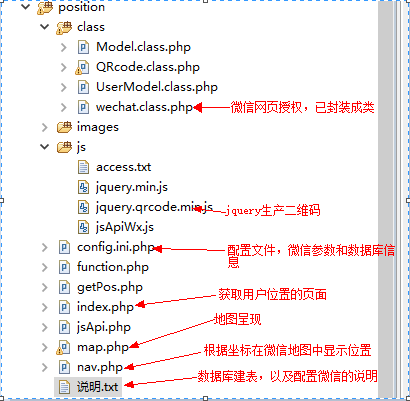 position
class
Model.class.php
QRcode.class.php
UserModel.class.php
wechat.class.php 微信网页授权，已封装成类
images
js
access.txt
jquery.min.js
jquery.qrcode.min.js jquery生产二维码
jsApiWx.js
config.ini.php 配置文件，微信参数和数据库信息
function.php
getPos.php
index.php 获取用户位置的页面
jsApi.php
map.php 地图呈现
nav.php 根据坐标在微信地图中显示位置
说明.txt 数据库建表，以及配置微信的说明